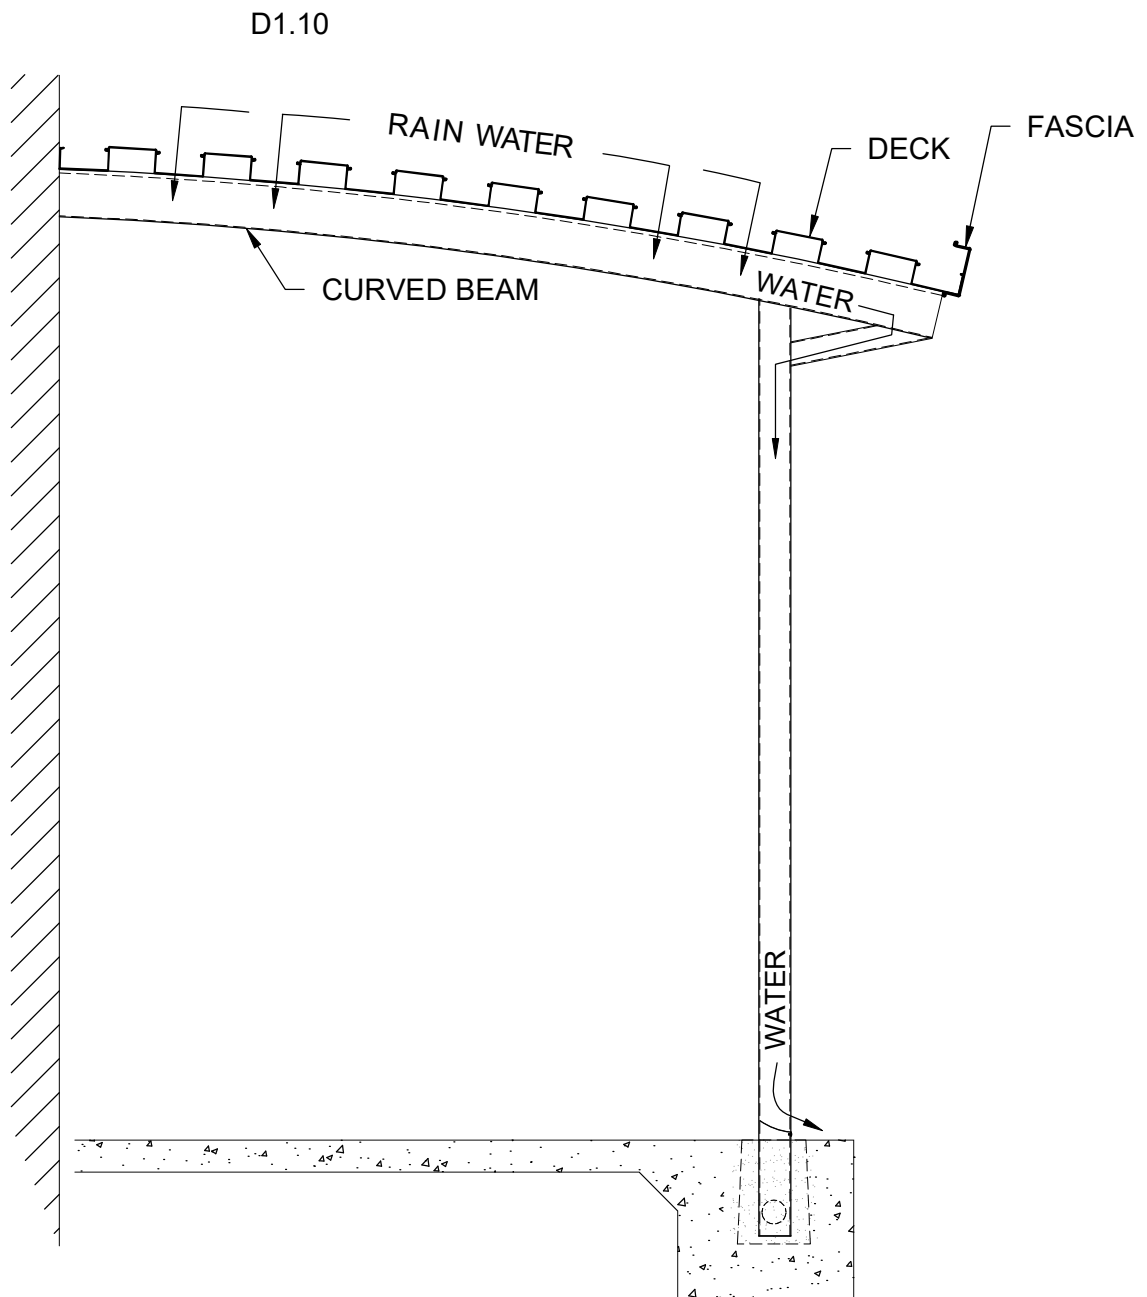 D1.10
RAIN WATER
FASCIA
DECK
CURVED BEAM
WATER
WATER